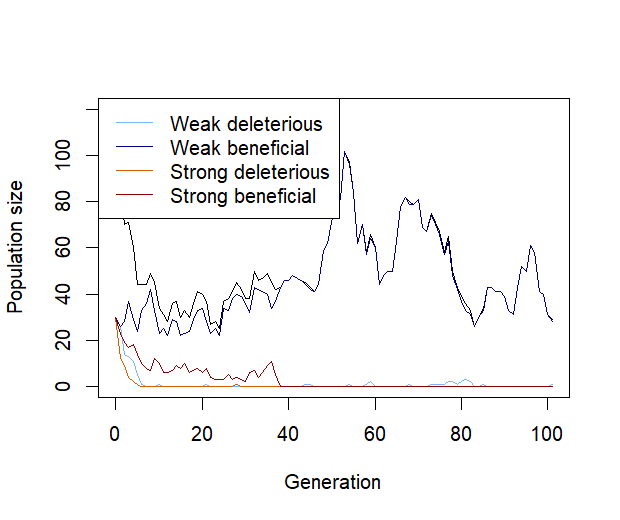 Weak deleterious
Weak beneficial
Strong deleterious
Strong beneficial
Population size
100
80
60
40
20
0
0 20 40 60 80 100
Generation